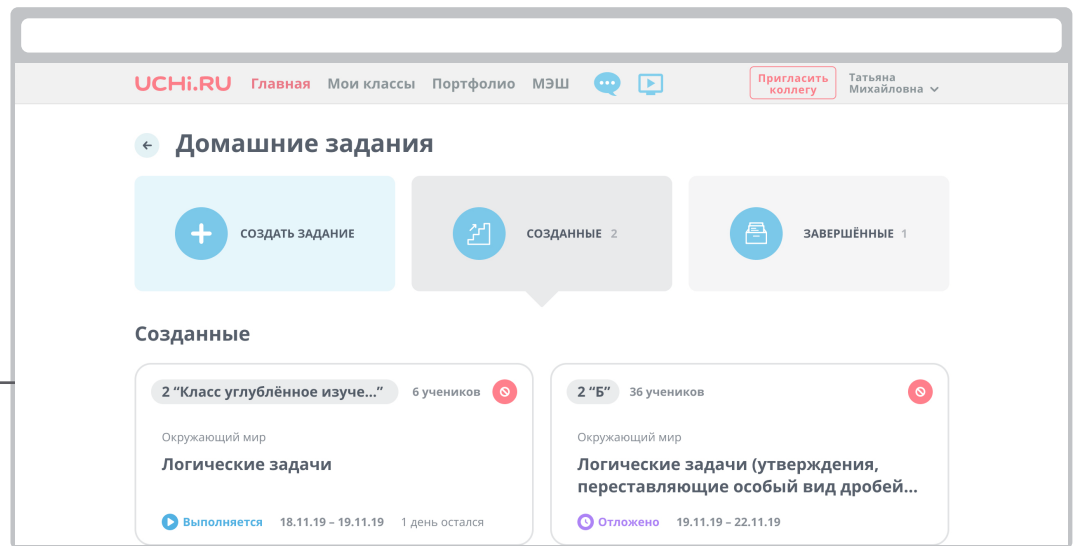 UCHi.RU Главная Мои классы Портфолио МЭШ
Пригласить
коллегу
Татьяна
Михайловна
Домашние задания
СОЗДАТЬ ЗАДАНИЕ
СОЗДАННЫЕ 2
ЗАВЕРШЁННЫЕ 1
Созданные
2 “Класс углублённое изуче...” 6 учеников
Окружающий мир
Логические задачи
Выполняется 18.11.19 – 19.11.19 1 день остался
2 “Б” 36 учеников
Окружающий мир
Логические задачи (утверждения,
переставляющие особый вид дробей...
Отложено 19.11.19 – 22.11.19